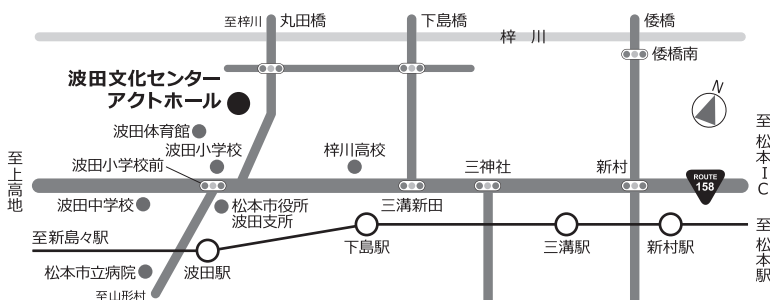 至梓川
丸田橋
下島橋
倭橋
梓 川
倭橋南
波田文化センター
アクトホール
N
波田体育館
波田小学校
梓川高校
波田小学校前
三神社
新村
至上高地
至松本IC
ROUTE
158
波田中学校
松本市役所
波田支所
三溝新田
至新島々駅
下島駅
三溝駅
新村駅
至松本駅
波田駅
松本市立病院
至山形村